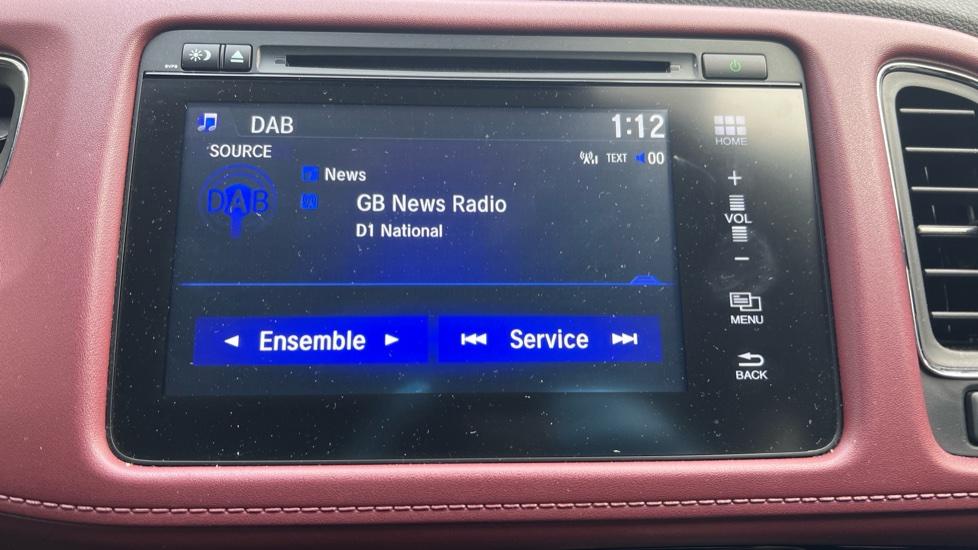 DAB 1:12
SOURCE
TEXT 00
DAB
News
GB News Radio
D1 National
Ensemble Service
HOME
+
VOL
−
MENU
BACK